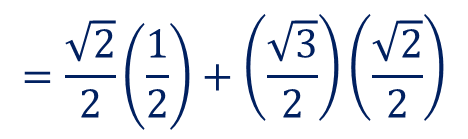 = √2/2 (1/2) + (√3/2) (√2/2)